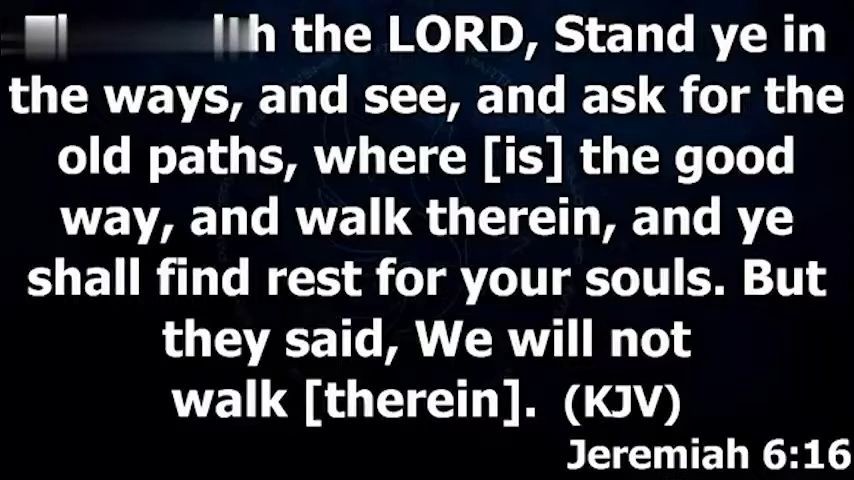 the LORD, Stand ye in
the ways, and see, and ask for the
old paths, where [is] the good
way, and walk therein, and ye
shall find rest for your souls. But
they said, We will not
walk [therein]. (KJV)
Jeremiah 6:16